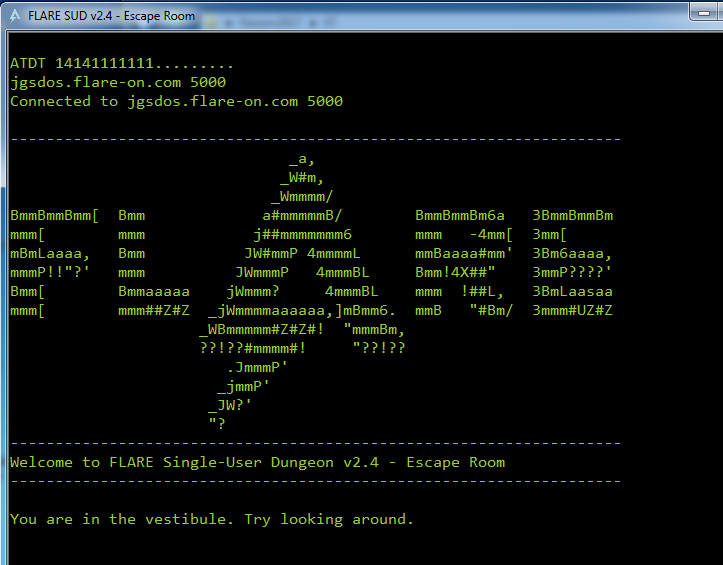 FLARE SUD v2.4 - Escape Room
ATDT 14141111111.........
jgsdos.flare-on.com 5000
Connected to jgsdos.flare-on.com 5000
--------------------------------------------------------------------
                               _a,
                              _W#m,
                             _Wmmmm/
BmmBmmBmm[  Bmm             a#mmmmmB/       BmmBmmBm6a   3BmmBmmBm
mmm[        mmm            j##mmmmmmm6       mmm   -4mm[  3mm[
mBmLaaaa,   Bmm           JW#mmP 4mmmmL      mmBaaaa#mm'  3Bm6aaaa,
mmmP!!"?'   mmm          JWmmmP   4mmmBL     Bmm!4X##"    3mmP????'
Bmm[        Bmmaaaaa    jWmmm?     4mmmBL    mmm  !##L,   3BmLaasaa
mmm[        mmm##Z#Z  _jWmmmmaaaaaa,]mBmm6.  mmB   "#Bm/  3mmm#UZ#Z
                     _WBmmmmm#Z#Z#!  "mmmBm,
                     ??!??#mmmm#!     "??!??
                        .JmmmP'
                       _jmmP'
                      _JW?'
                      "?
--------------------------------------------------------------------
Welcome to FLARE Single-User Dungeon v2.4 - Escape Room
--------------------------------------------------------------------
You are in the vestibule. Try looking around.